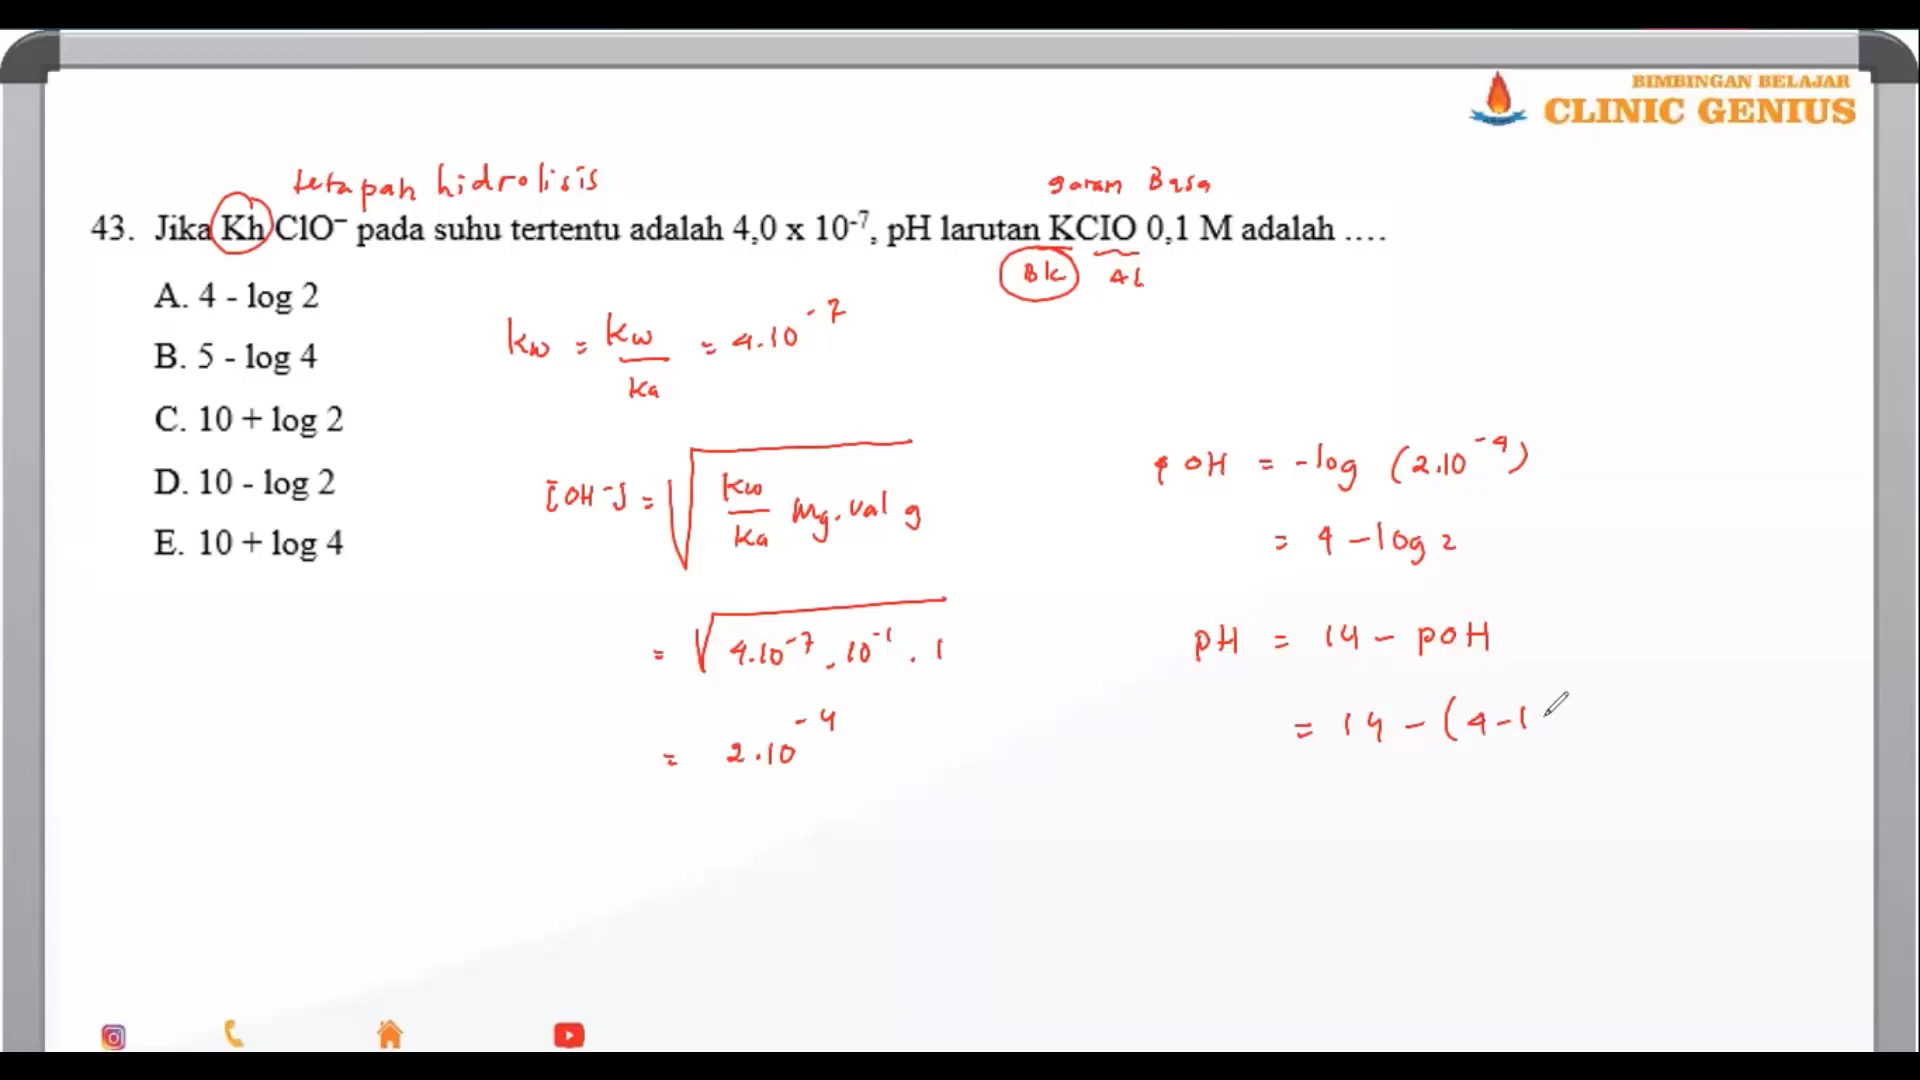 BIMBINGAN BELAJAR
CLINIC GENIUS
tetapah hidrolisis
garam Basa
43. Jika Kh ClO⁻ pada suhu tertentu adalah 4,0 x 10⁻⁷, pH larutan KClO 0,1 M adalah ....
Bk AL
A. 4 - log 2
B. 5 - log 4
C. 10 + log 2
D. 10 - log 2
E. 10 + log 4
kw = kw/ka = 4.10⁻⁷
[OH⁻] = √(kw/ka Mg.val g)
= √(4.10⁻⁷ . 10⁻¹ . 1)
= 2.10⁻⁴
pOH = -log (2.10⁻⁴)
= 4 - log 2
pH = 14 - pOH
= 14 - (4 - l